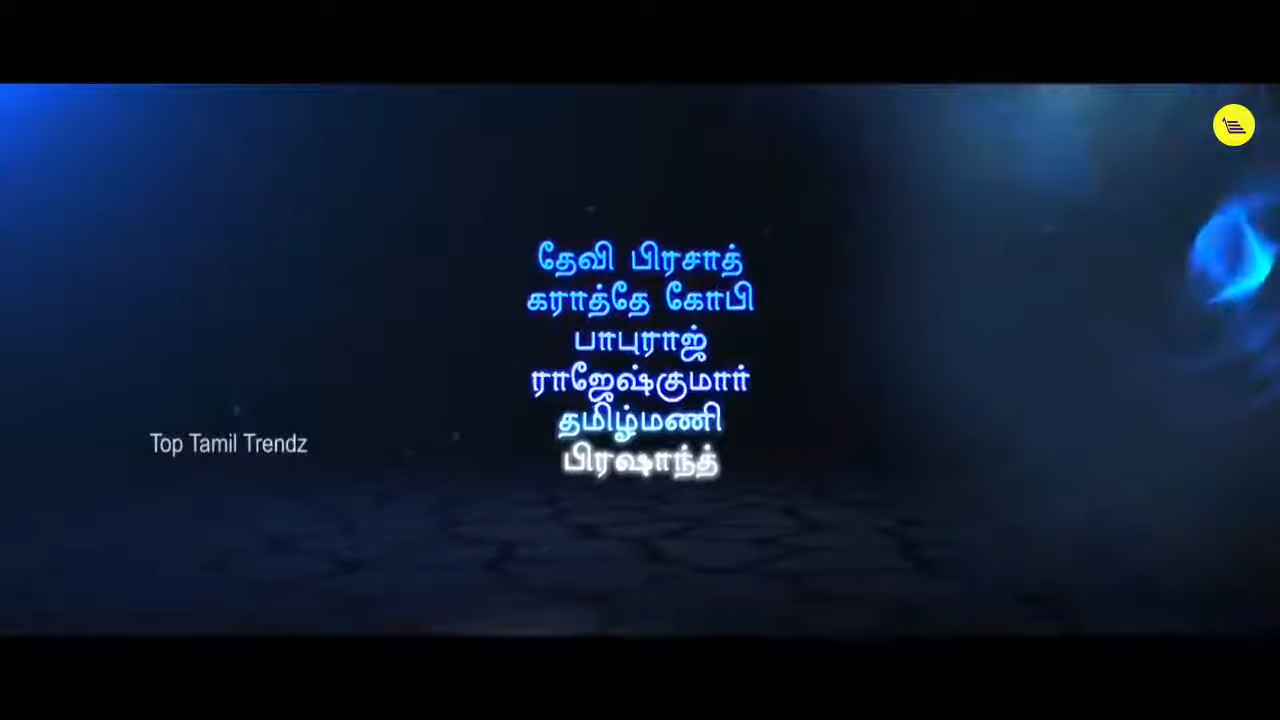 தேவி பிரசாத்
கராத்தே கோபி
பாபுராஜ்
ராஜேஷ்குமார்
தமிழ்மணி
பிரஷாந்த்
Top Tamil Trendz